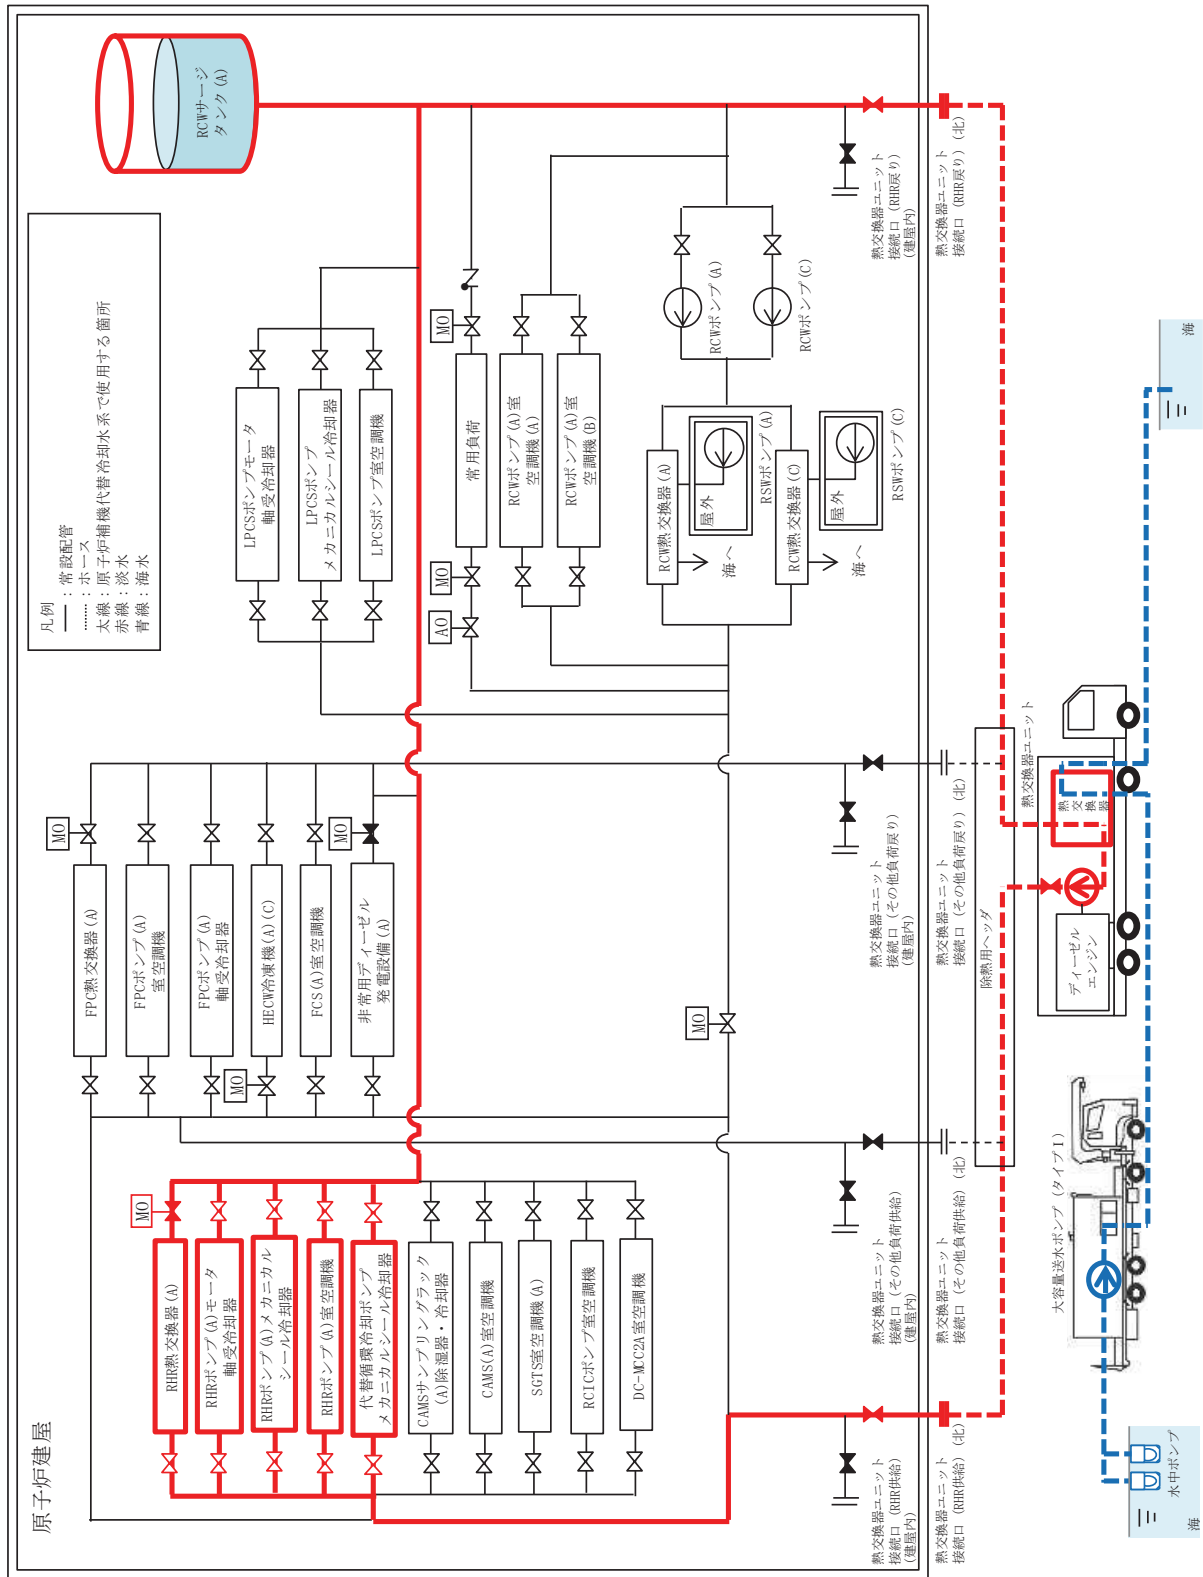 原子炉建屋
凡例
━━ : 常設配管
┅┅ : ホース
太線 : 原子炉補機代替冷却水系で使用する箇所
赤線 : 淡水
青線 : 海水
RCWサージ
タンク(A)
RHR熱交換器(A)
MO
RHRポンプ(A)モータ
軸受冷却器
RHRポンプ(A)メカニカル
シール冷却器
RHRポンプ(A)室空調機
代替循環冷却ポンプ
メカニカルシール冷却器
CAMSサンプリングラック
(A)除湿器・冷却器
CAMS(A)室空調機
SGTS室空調機(A)
RCICポンプ室空調機
DC-MCC2A室空調機
FPC熱交換器(A)
MO
FPCポンプ(A)
室空調機
FPCポンプ(A)
軸受冷却器
HECW冷凍機(A)(C)
MO
FCS(A)室空調機
非常用ディーゼル
発電設備(A)
MO
MO
LPCSポンプモータ
軸受冷却器
LPCSポンプ
メカニカルシール冷却器
LPCSポンプ室空調機
AO
MO
常用負荷
MO
RCWポンプ(A)室
空調機(A)
RCWポンプ(A)室
空調機(B)
RCW熱交換器(A)
海へ
屋外
RSWポンプ(A)
RCW熱交換器(C)
海へ
屋外
RSWポンプ(C)
RCWポンプ(A)
RCWポンプ(C)
熱交換器ユニット
接続口(RHR供給)
(建屋内)
熱交換器ユニット
接続口(RHR供給)(北)
熱交換器ユニット
接続口(その他負荷供給)
(建屋内)
熱交換器ユニット
接続口(その他負荷供給)(北)
熱交換器ユニット
接続口(その他負荷戻り)
(建屋内)
熱交換器ユニット
接続口(その他負荷戻り)(北)
熱交換器ユニット
接続口(RHR戻り)
(建屋内)
熱交換器ユニット
接続口(RHR戻り)(北)
除熱用ヘッダ
熱交換器ユニット
熱交換器
ディーゼル
エンジン
大容量送水ポンプ(タイプI)
水中ポンプ
海
海